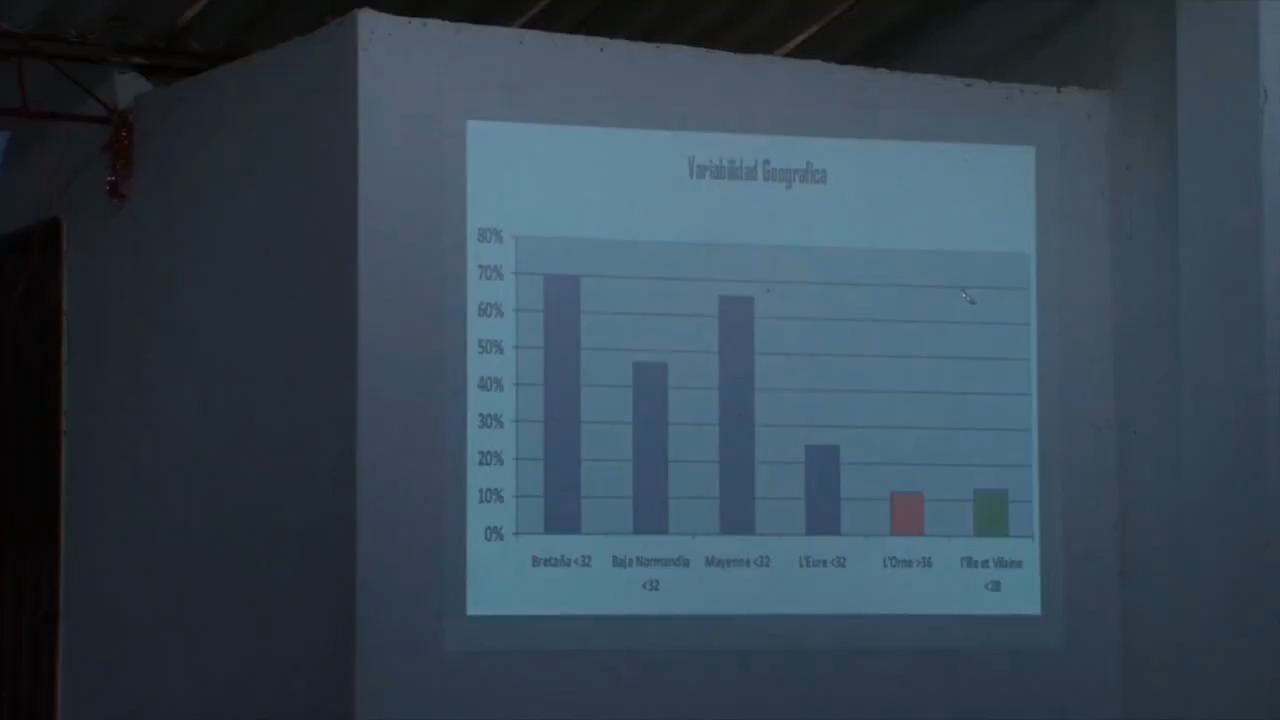 Variabilidad Geografica
80%
70%
60%
50%
40%
30%
20%
10%
0%
Bretaña <32
Baja Normandia
<32
Mayenne <32
L'Eure <32
L'Orne >36
l'Ille et Vilaine
<28